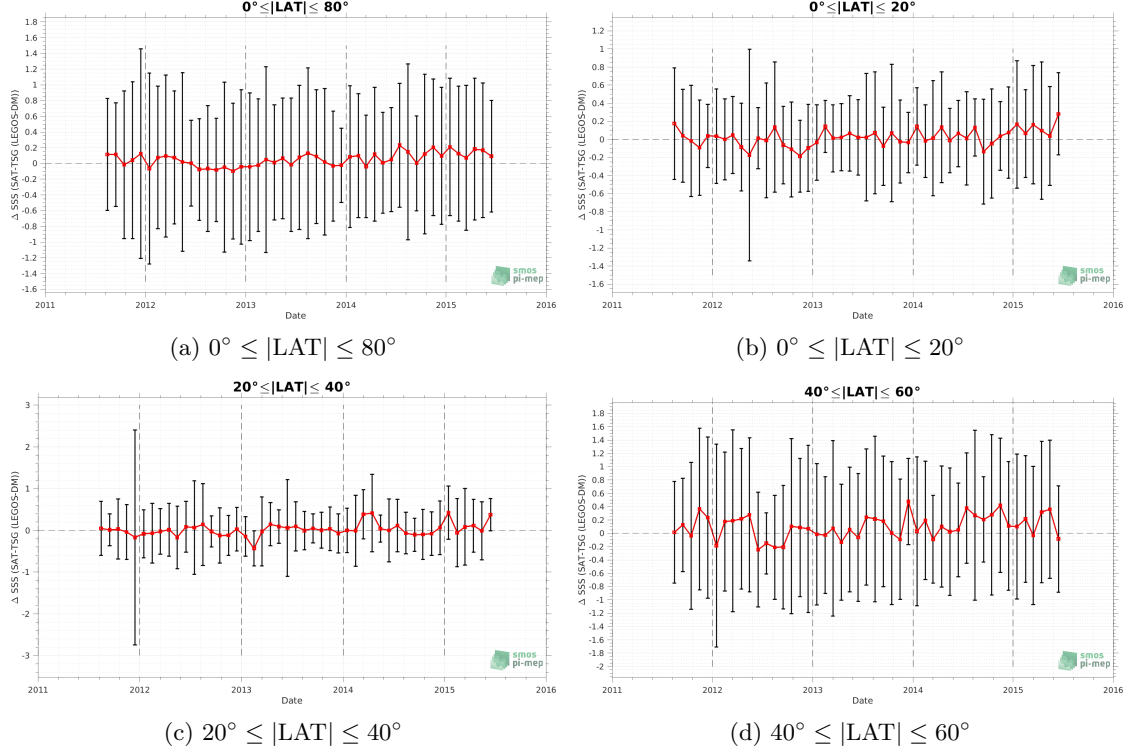 0°≤|LAT|≤ 80°
Δ SSS (SAT-TSG (LEGOS-DM))
1.8
1.6
1.4
1.2
1
0.8
0.6
0.4
0.2
0
-0.2
-0.4
-0.6
-0.8
-1
-1.2
-1.4
-1.6
2011 2012 2013 2014 2015 2016
Date
smos
pi-mep
(a) 0° ≤ |LAT| ≤ 80°
0°≤|LAT|≤ 20°
Δ SSS (SAT-TSG (LEGOS-DM))
1.2
1
0.8
0.6
0.4
0.2
0
-0.2
-0.4
-0.6
-0.8
-1
-1.2
-1.4
-1.6
2011 2012 2013 2014 2015 2016
Date
smos
pi-mep
(b) 0° ≤ |LAT| ≤ 20°
20°≤|LAT|≤ 40°
Δ SSS (SAT-TSG (LEGOS-DM))
3
2
1
0
-1
-2
-3
2011 2012 2013 2014 2015 2016
Date
smos
pi-mep
(c) 20° ≤ |LAT| ≤ 40°
40°≤|LAT|≤ 60°
Δ SSS (SAT-TSG (LEGOS-DM))
1.8
1.6
1.4
1.2
1
0.8
0.6
0.4
0.2
0
-0.2
-0.4
-0.6
-0.8
-1
-1.2
-1.4
-1.6
-1.8
-2
2011 2012 2013 2014 2015 2016
Date
smos
pi-mep
(d) 40° ≤ |LAT| ≤ 60°